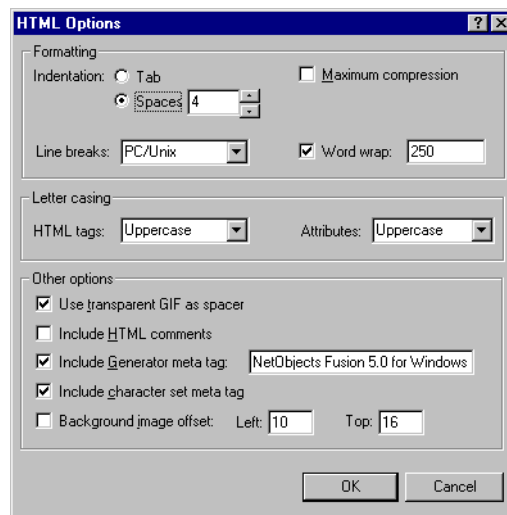 HTML Options
Formatting
Indentation: Tab Maximum compression
Spaces 4
Line breaks: PC/Unix Word wrap: 250
Letter casing
HTML tags: Uppercase Attributes: Uppercase
Other options
Use transparent GIF as spacer
Include HTML comments
Include Generator meta tag: NetObjects Fusion 5.0 for Windows
Include character set meta tag
Background image offset: Left: 10 Top: 16
OK Cancel